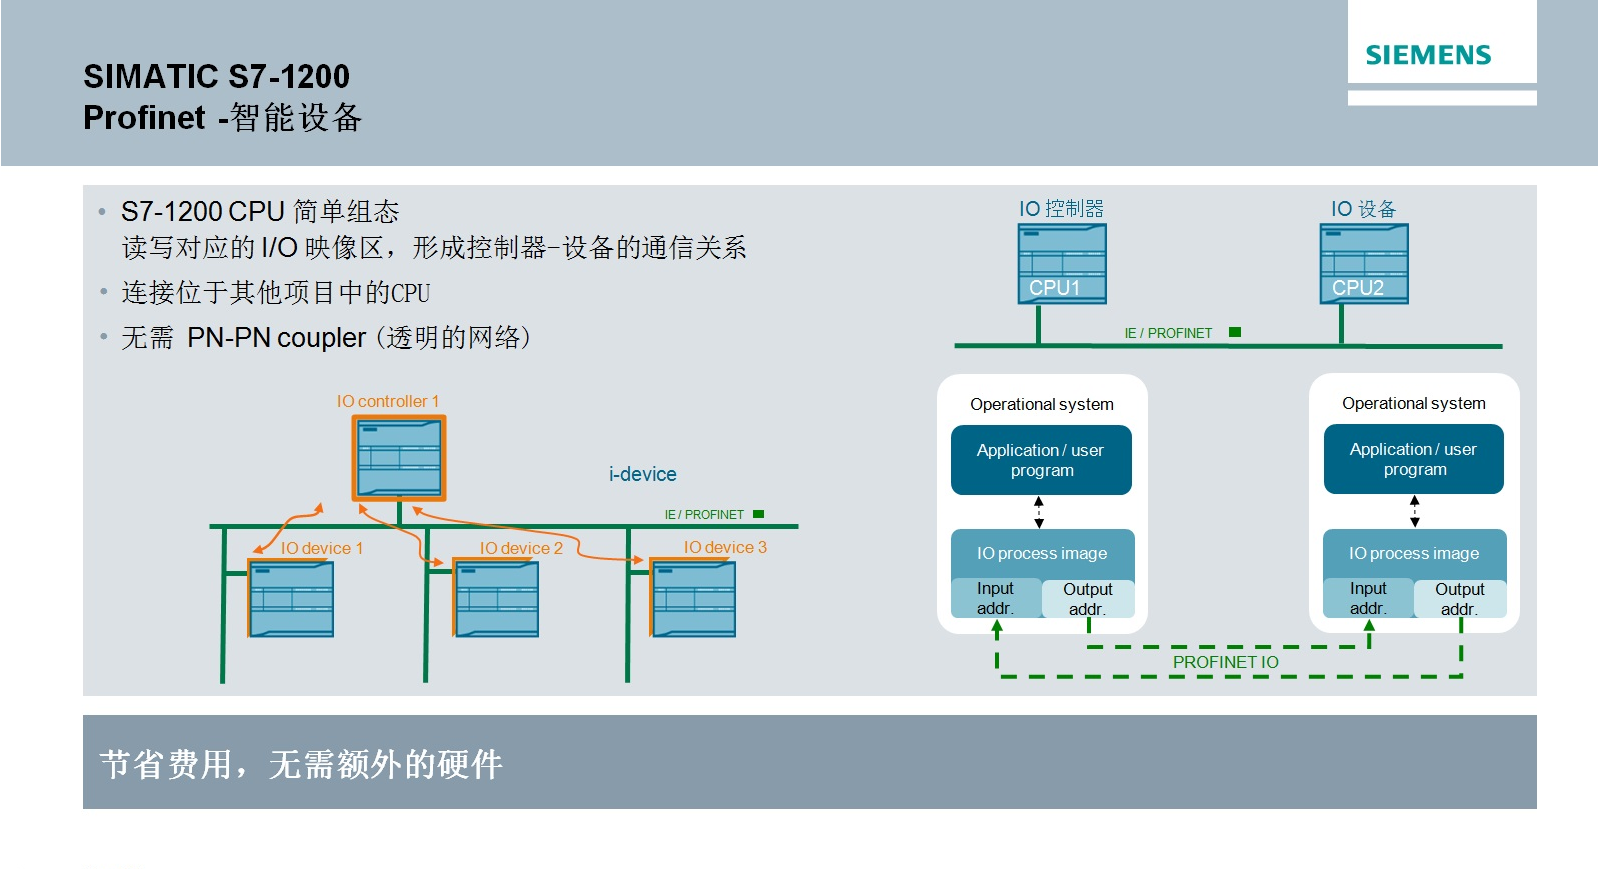 SIEMENS
SIMATIC S7-1200
Profinet -智能设备
• S7-1200 CPU 简单组态
读写对应的 I/O 映像区，形成控制器-设备的通信关系
• 连接位于其他项目中的CPU
• 无需 PN-PN coupler (透明的网络)
IO controller 1
i-device
IE / PROFINET
IO device 1
IO device 2
IO device 3
IO 控制器
IO 设备
CPU1
CPU2
IE / PROFINET
Operational system
Application / user
program
IO process image
Input
addr.
Output
addr.
Operational system
Application / user
program
IO process image
Input
addr.
Output
addr.
PROFINET IO
节省费用，无需额外的硬件